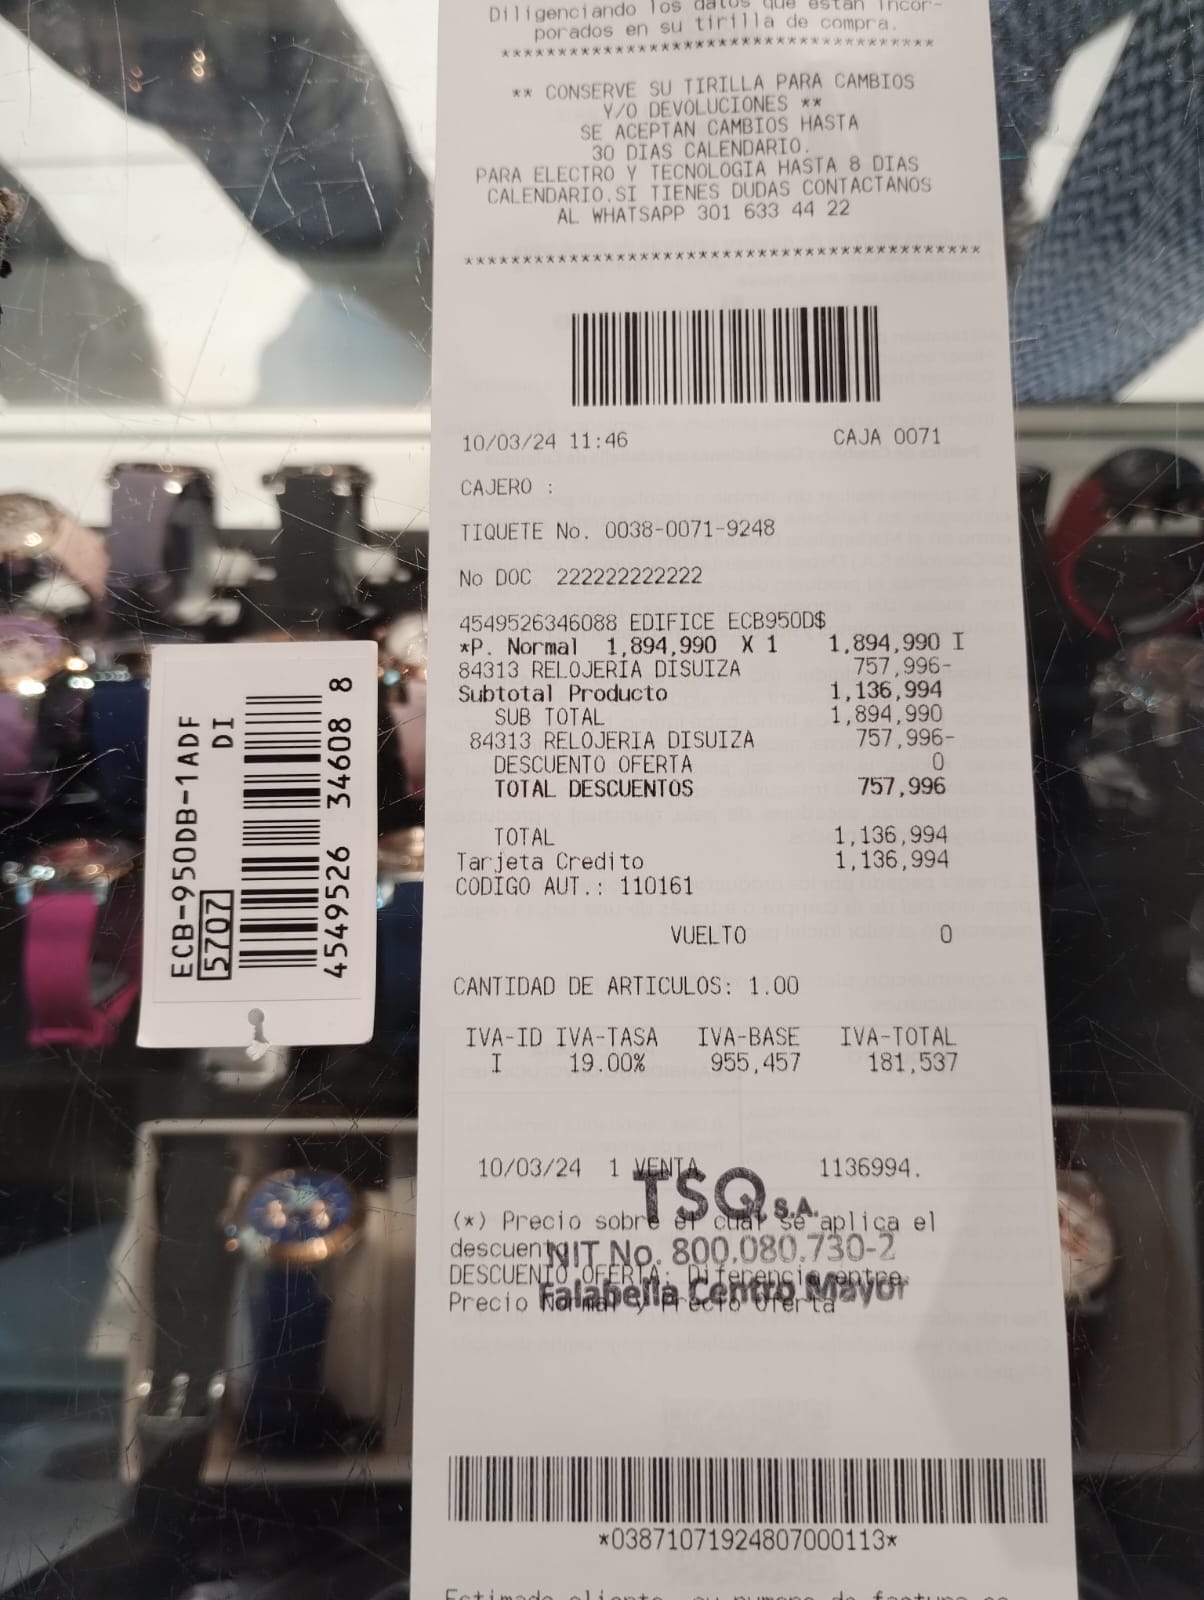 Diligenciando los datos que están incor-
porados en su tirilla de compra.
*************************************
** CONSERVE SU TIRILLA PARA CAMBIOS
Y/O DEVOLUCIONES **
SE ACEPTAN CAMBIOS HASTA
30 DIAS CALENDARIO.
PARA ELECTRO Y TECNOLOGIA HASTA 8 DIAS
CALENDARIO.SI TIENES DUDAS CONTACTANOS
AL WHATSAPP 301 633 44 22
****************************************
10/03/24 11:46 CAJA 0071
CAJERO :
TIQUETE No. 0038-0071-9248
No DOC 222222222222
4549526346088 EDIFICE ECB950D$
*P. Normal 1,894,990 X 1 1,894,990 I
84313 RELOJERIA DISUIZA 757,996-
Subtotal Producto 1,136,994
SUB TOTAL 1,894,990
84313 RELOJERIA DISUIZA 757,996-
DESCUENTO OFERTA 0
TOTAL DESCUENTOS 757,996
TOTAL 1,136,994
Tarjeta Credito 1,136,994
CODIGO AUT.: 110161
VUELTO 0
CANTIDAD DE ARTICULOS: 1.00
IVA-ID IVA-TASA IVA-BASE IVA-TOTAL
I 19.00% 955,457 181,537
10/03/24 1 VENTA 1136994.
TSQ S.A.
(*) Precio sobre el cual se aplica el
descuento
NIT No. 800.080.730-2
DESCUENTO OFERTA: Diferencia entre
Falabella Centro Mayor
Precio Normal y Precio Oferta
*03871071924807000113*
Estimado cliente, su numero de factura es
ECB-950DB-1ADF
DI
5707
4549526 34608 8